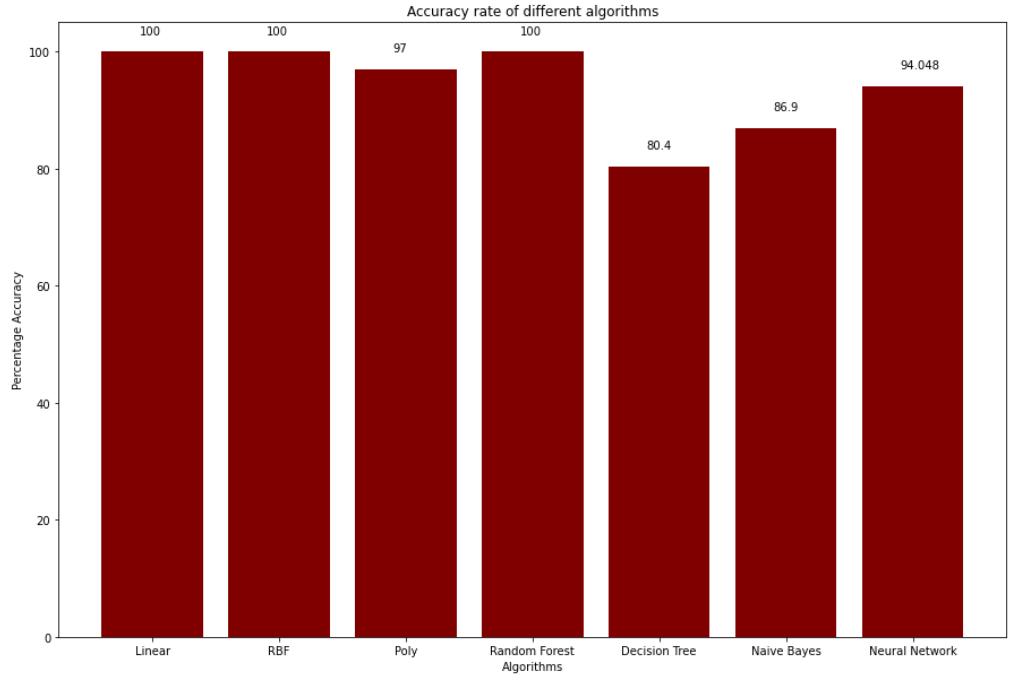 Accuracy rate of different algorithms
100 100 97 100 80.4 86.9 94.048
Percentage Accuracy
100
80
60
40
20
0
Linear RBF Poly Random Forest Decision Tree Naive Bayes Neural Network
Algorithms